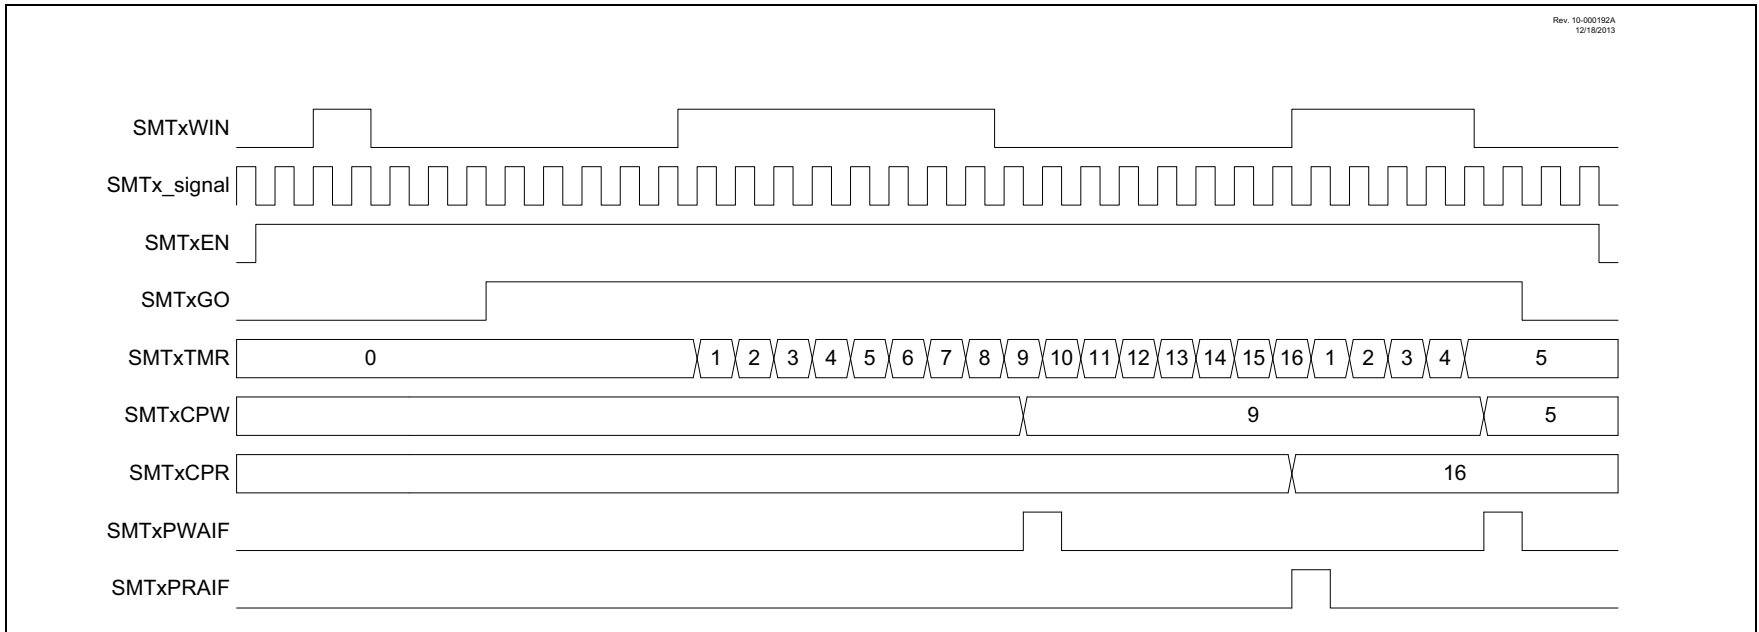 Rev. 10-000192A
12/18/2013
SMTxWIN
SMTx_signal
SMTxEN
SMTxGO
SMTxTMR 0 1 2 3 4 5 6 7 8 9 10 11 12 13 14 15 16 1 2 3 4 5
SMTxCPW 9 5
SMTxCPR 16
SMTxPWAIF
SMTxPRAIF